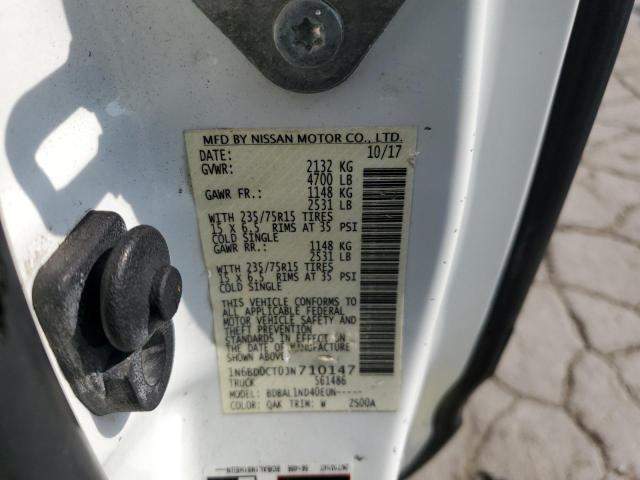 MFD BY NISSAN MOTOR CO., LTD.
DATE: 10/17
GVWR: 2132 KG
4700 LB
GAWR FR.: 1148 KG
2531 LB
WITH 235/75R15 TIRES
15 X 6.5 RIMS AT 35 PSI
COLD SINGLE
GAWR RR.: 1148 KG
2531 LB
WITH 235/75R15 TIRES
15 X 6.5 RIMS AT 35 PSI
COLD SINGLE
THIS VEHICLE CONFORMS TO
ALL APPLICABLE FEDERAL
MOTOR VEHICLE SAFETY AND
THEFT PREVENTION
STANDARDS IN EFFECT ON
THE DATE OF MANUFACTURE
SHOWN ABOVE.
1N6BD0CT0JN710147
TRUCK 561486
MODEL: BDBAL1ND40EUN-----
COLOR: QAK TRIM: W 2S00A